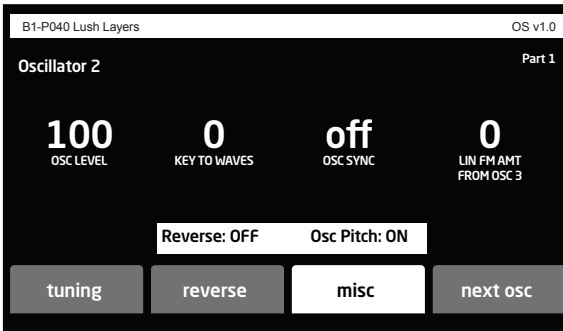 B1-P040 Lush Layers OS v1.0
Oscillator 2 Part 1
100 0 off 0
OSC LEVEL KEY TO WAVES OSC SYNC LIN FM AMT
FROM OSC 3
Reverse: OFF Osc Pitch: ON
tuning reverse misc next osc